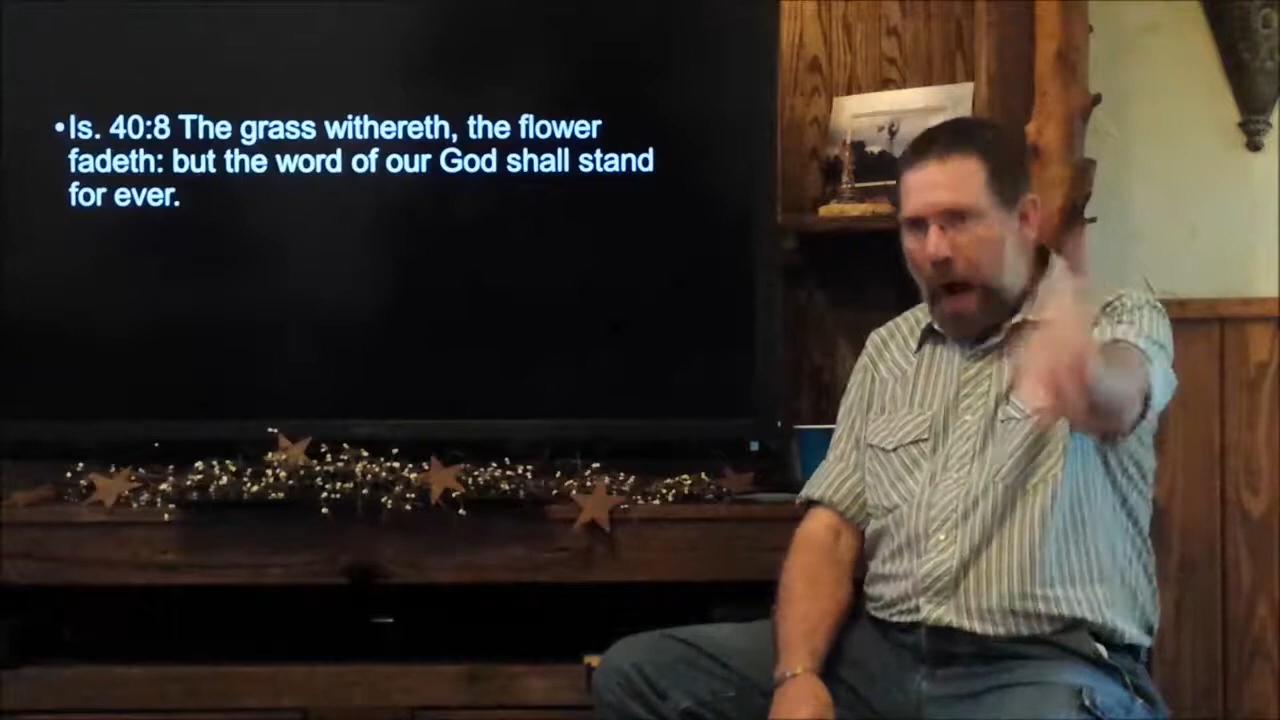 •Is. 40:8 The grass withereth, the flower
fadeth: but the word of our God shall stand
for ever.